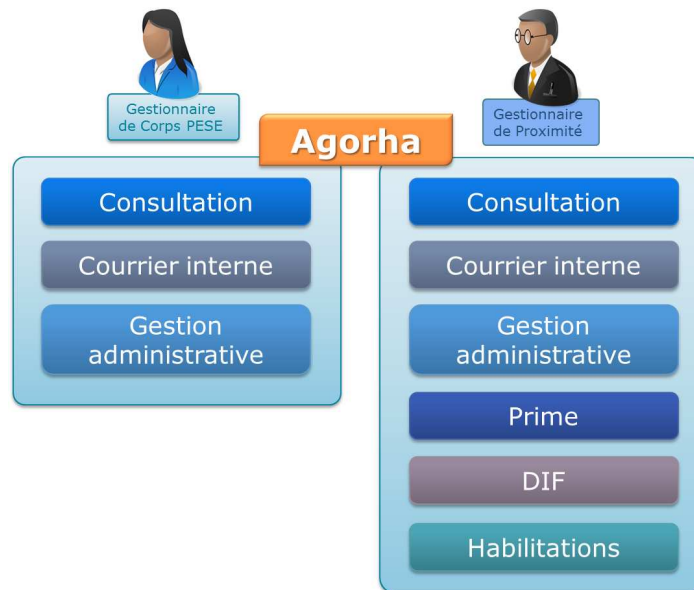 Gestionnaire
de Corps PESE
Gestionnaire
de Proximité
Agorha
Consultation
Courrier interne
Gestion
administrative
Consultation
Courrier interne
Gestion
administrative
Prime
DIF
Habilitations